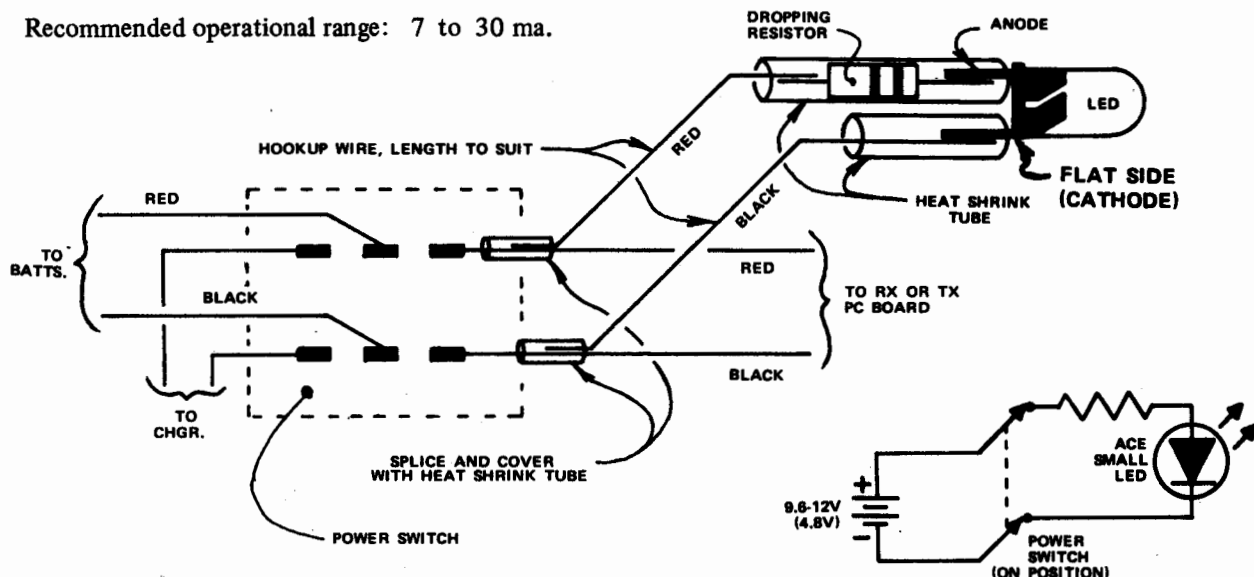 Recommended operational range: 7 to 30 ma.
DROPPING
RESISTOR
ANODE
LED
HOOKUP WIRE, LENGTH TO SUIT
RED
BLACK
HEAT SHRINK
TUBE
FLAT SIDE
(CATHODE)
RED
TO
BATTS.
BLACK
RED
TO RX OR TX
PC BOARD
BLACK
TO
CHGR.
SPLICE AND COVER
WITH HEAT SHRINK TUBE
POWER SWITCH
+
9.6-12V
(4.8V)
-
ACE
SMALL
LED
POWER
SWITCH
(ON POSITION)